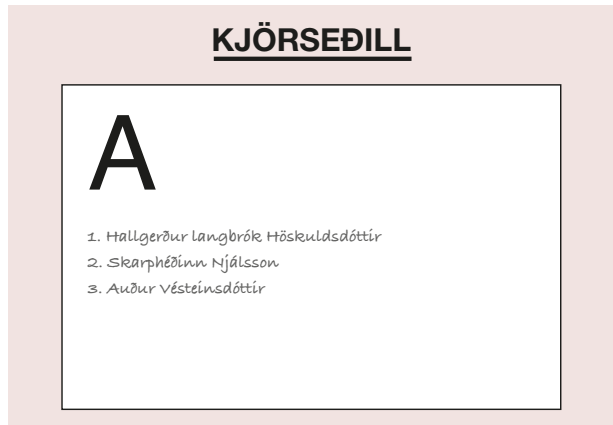 KJÖRSEÐILL
A
1. Hallgerður langbrók Höskuldsdóttir
2. Skarphéðinn Njálsson
3. Auður Vésteinsdóttir